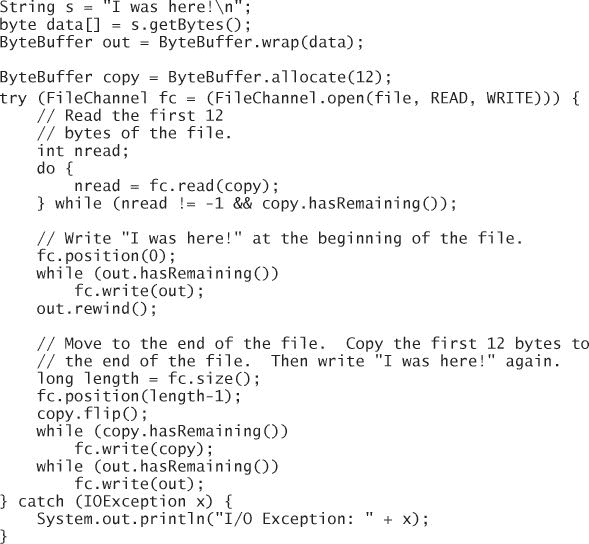 String s = "I was here!\n";
byte data[] = s.getBytes();
ByteBuffer out = ByteBuffer.wrap(data);

ByteBuffer copy = ByteBuffer.allocate(12);
try (FileChannel fc = (FileChannel.open(file, READ, WRITE))) {
    // Read the first 12
    // bytes of the file.
    int nread;
    do {
        nread = fc.read(copy);
    } while (nread != -1 && copy.hasRemaining());

    // Write "I was here!" at the beginning of the file.
    fc.position(0);
    while (out.hasRemaining())
        fc.write(out);
    out.rewind();

    // Move to the end of the file.  Copy the first 12 bytes to
    // the end of the file.  Then write "I was here!" again.
    long length = fc.size();
    fc.position(length-1);
    copy.flip();
    while (copy.hasRemaining())
        fc.write(copy);
    while (out.hasRemaining())
        fc.write(out);
} catch (IOException x) {
    System.out.println("I/O Exception: " + x);
}